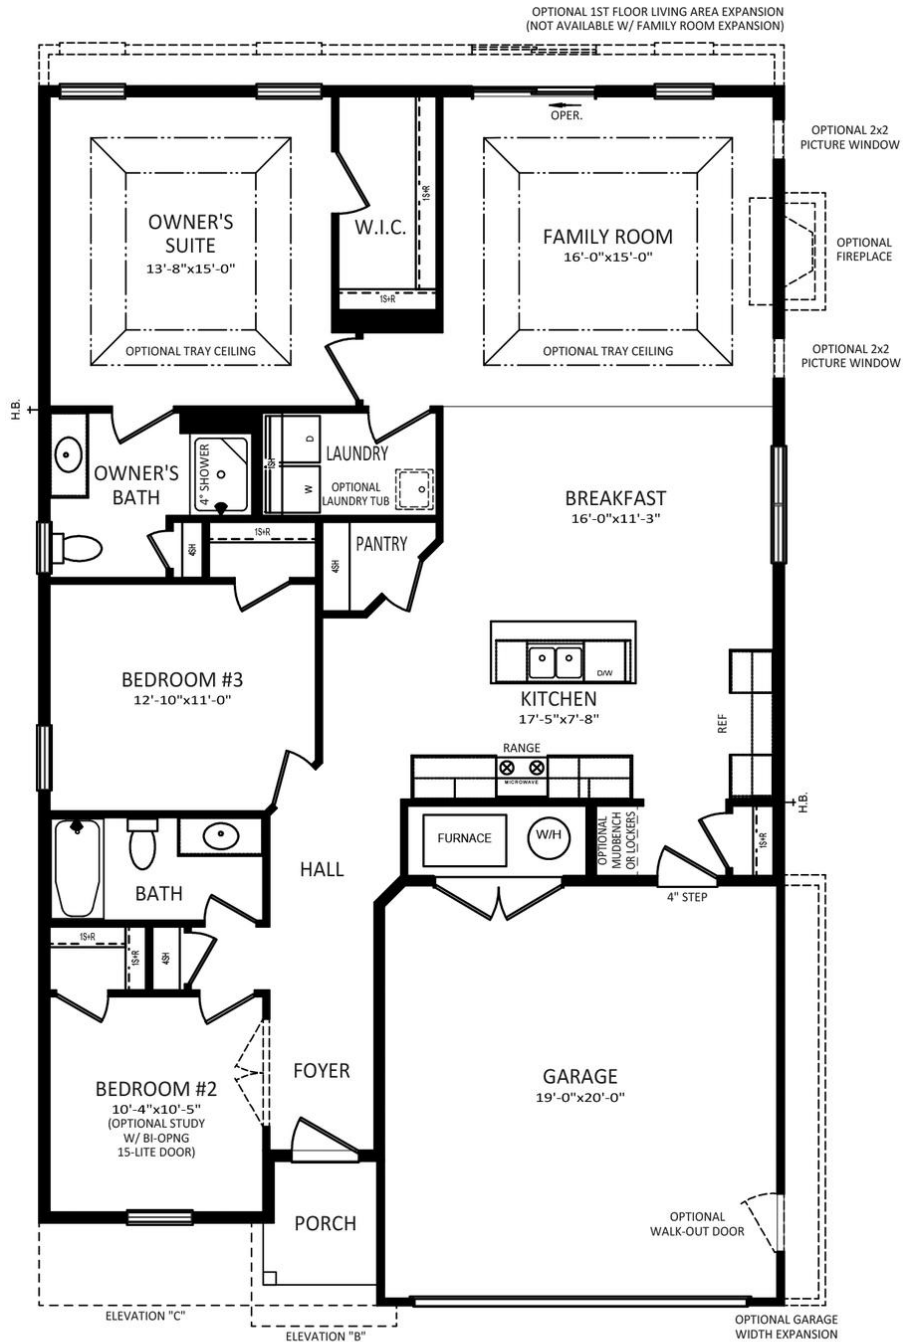 OPTIONAL 1ST FLOOR LIVING AREA EXPANSION
(NOT AVAILABLE W/ FAMILY ROOM EXPANSION)
OPER.
OPTIONAL 2x2
PICTURE WINDOW
OWNER'S
SUITE
13'-8"x15'-0"
W.I.C.
1S+R
1S+R
FAMILY ROOM
16'-0"x15'-0"
OPTIONAL
FIREPLACE
OPTIONAL TRAY CEILING
OPTIONAL TRAY CEILING
OPTIONAL 2x2
PICTURE WINDOW
H.B.
OWNER'S
BATH
4" SHOWER
1SH
D
W
LAUNDRY
OPTIONAL
LAUNDRY TUB
BREAKFAST
16'-0"x11'-3"
4SH
1S+R
4SH
PANTRY
BEDROOM #3
12'-10"x11'-0"
D/W
KITCHEN
17'-5"x7'-8"
REF
RANGE
MICROWAVE
H.B.
FURNACE
W/H
OPTIONAL
MUDBENCH
OR LOCKERS
1S+R
4" STEP
HALL
BATH
1S+R
1S+R
4SH
FOYER
BEDROOM #2
10'-4"x10'-5"
(OPTIONAL STUDY
W/ BI-OPNG
15-LITE DOOR)
GARAGE
19'-0"x20'-0"
PORCH
OPTIONAL
WALK-OUT DOOR
ELEVATION "C"
ELEVATION "B"
OPTIONAL GARAGE
WIDTH EXPANSION